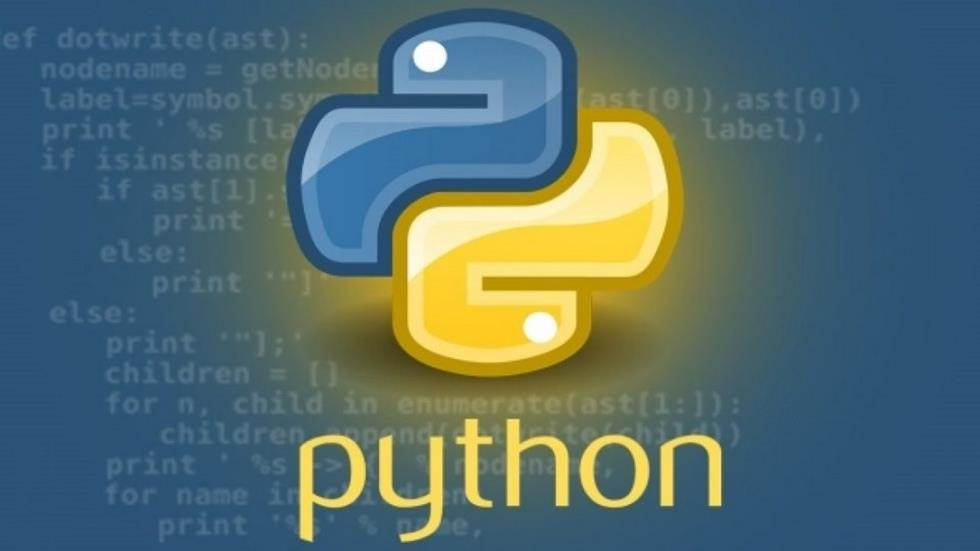 ef dotwrite(ast):
nodename = getNode
label=symbol.sym (ast[0]),ast[0])
print ' %s [la , label),
if isinstance
if ast[1].
print '=
else:
print '"]'
else:
print '"];'
children = []
for n, child in enumerate(ast[1:]):
children.append(dotwrite(child))
print ' %s -> { % nodename,
for name in children
print '%s' % name,
python